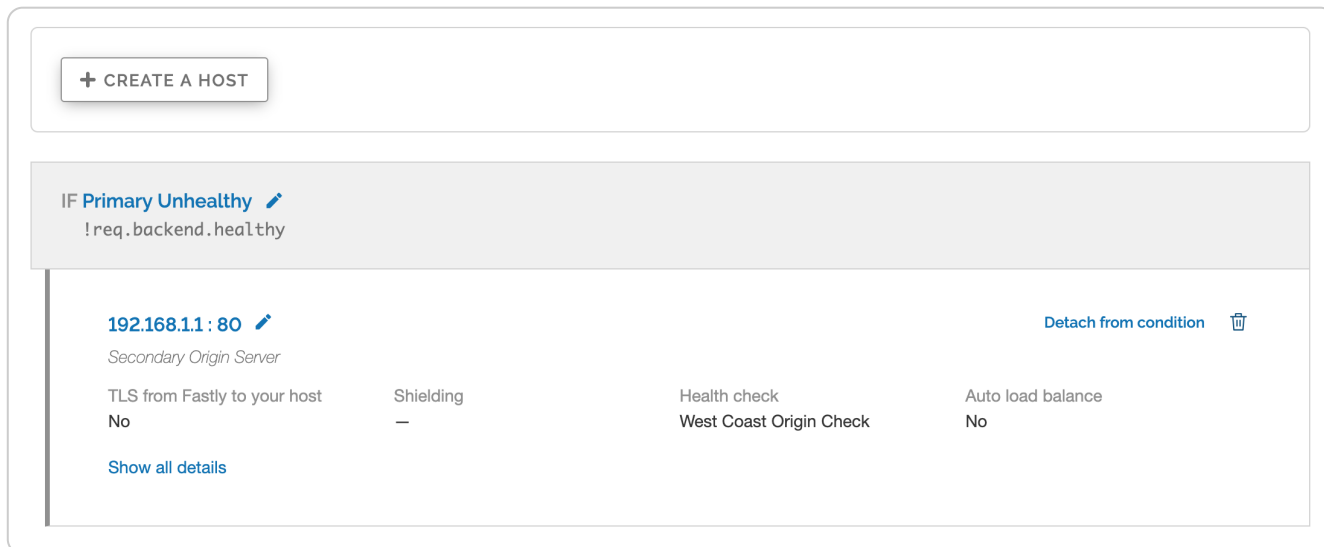 CREATE A HOST
IF Primary Unhealthy
!req.backend.healthy
192.168.1.1 : 80
Detach from condition
Secondary Origin Server
TLS from Fastly to your host Shielding Health check Auto load balance
No — West Coast Origin Check No
Show all details